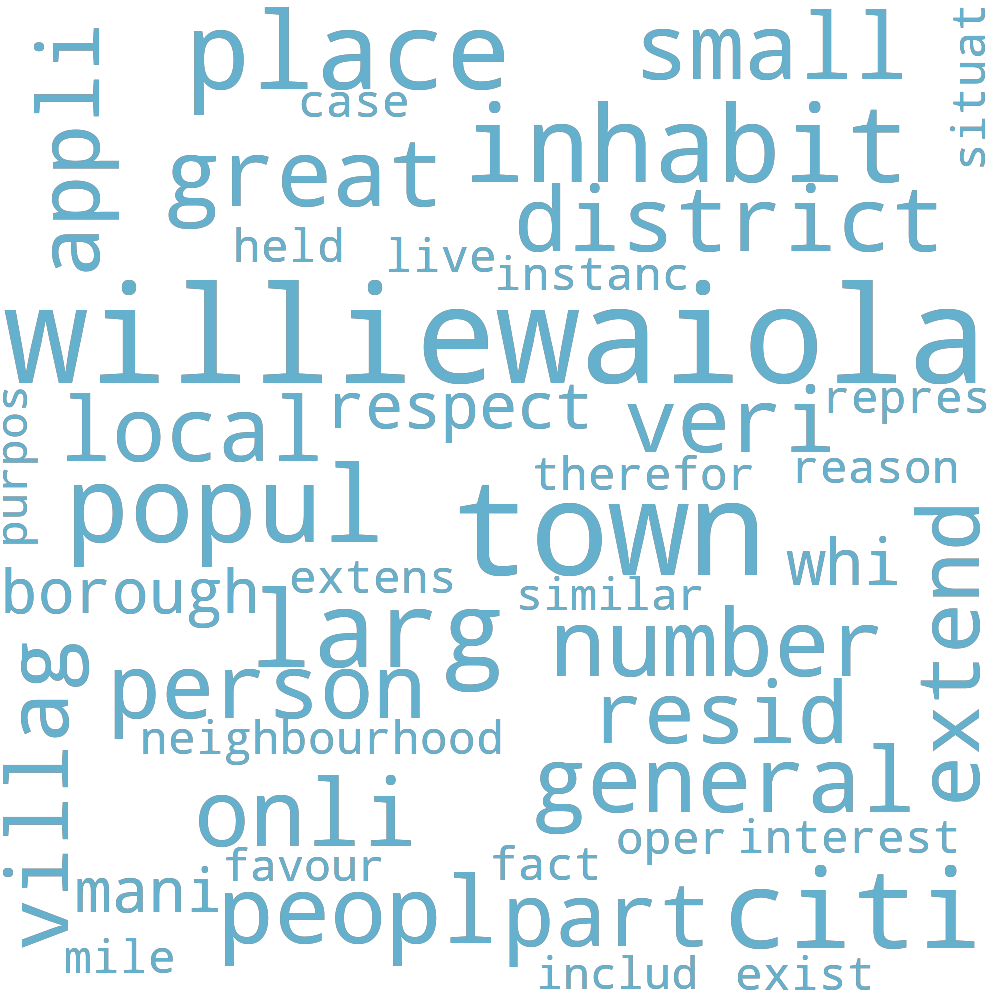 place
small
situat
appli
case
inhabit
great
district
held
live
instanc
williewaiola
purpos
local
respect
veri
repres
therefor
reason
popul
town
whi
extend
borough
extens
similar
larg
number
villag
person
resid
neighbourhood
general
onli
oper
interest
favour
fact
mani
peopl
part
citi
mile
includ
exist